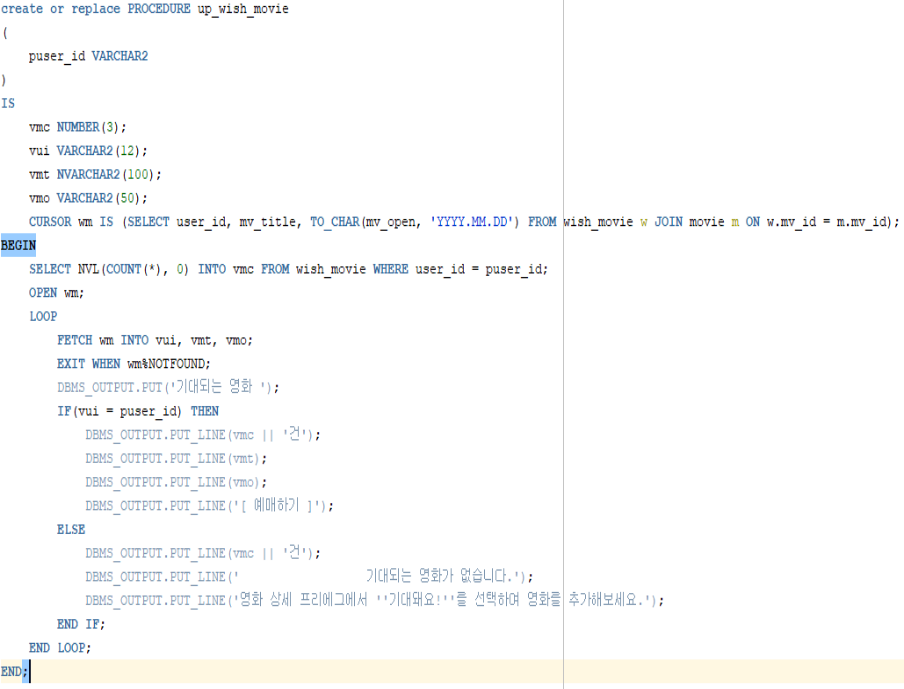 create or replace PROCEDURE up_wish_movie
(
    puser_id VARCHAR2
)
IS
    vmc NUMBER(3);
    vui VARCHAR2(12);
    vmt NVARCHAR2(100);
    vmo VARCHAR2(50);
    CURSOR wm IS (SELECT user_id, mv_title, TO_CHAR(mv_open, 'YYYY.MM.DD') FROM wish_movie w JOIN movie m ON w.mv_id = m.mv_id);
BEGIN
    SELECT NVL(COUNT(*), 0) INTO vmc FROM wish_movie WHERE user_id = puser_id;
    OPEN wm;
    LOOP
        FETCH wm INTO vui, vmt, vmo;
        EXIT WHEN wm%NOTFOUND;
        DBMS_OUTPUT.PUT('기대되는 영화 ');
        IF(vui = puser_id) THEN
            DBMS_OUTPUT.PUT_LINE(vmc || '건');
            DBMS_OUTPUT.PUT_LINE(vmt);
            DBMS_OUTPUT.PUT_LINE(vmo);
            DBMS_OUTPUT.PUT_LINE('[ 예매하기 ]');
        ELSE
            DBMS_OUTPUT.PUT_LINE(vmc || '건');
            DBMS_OUTPUT.PUT_LINE('                  기대되는 영화가 없습니다.');
            DBMS_OUTPUT.PUT_LINE('영화 상세 프리에그에서 ''기대돼요!''를 선택하여 영화를 추가해보세요.');
        END IF;
    END LOOP;
END;